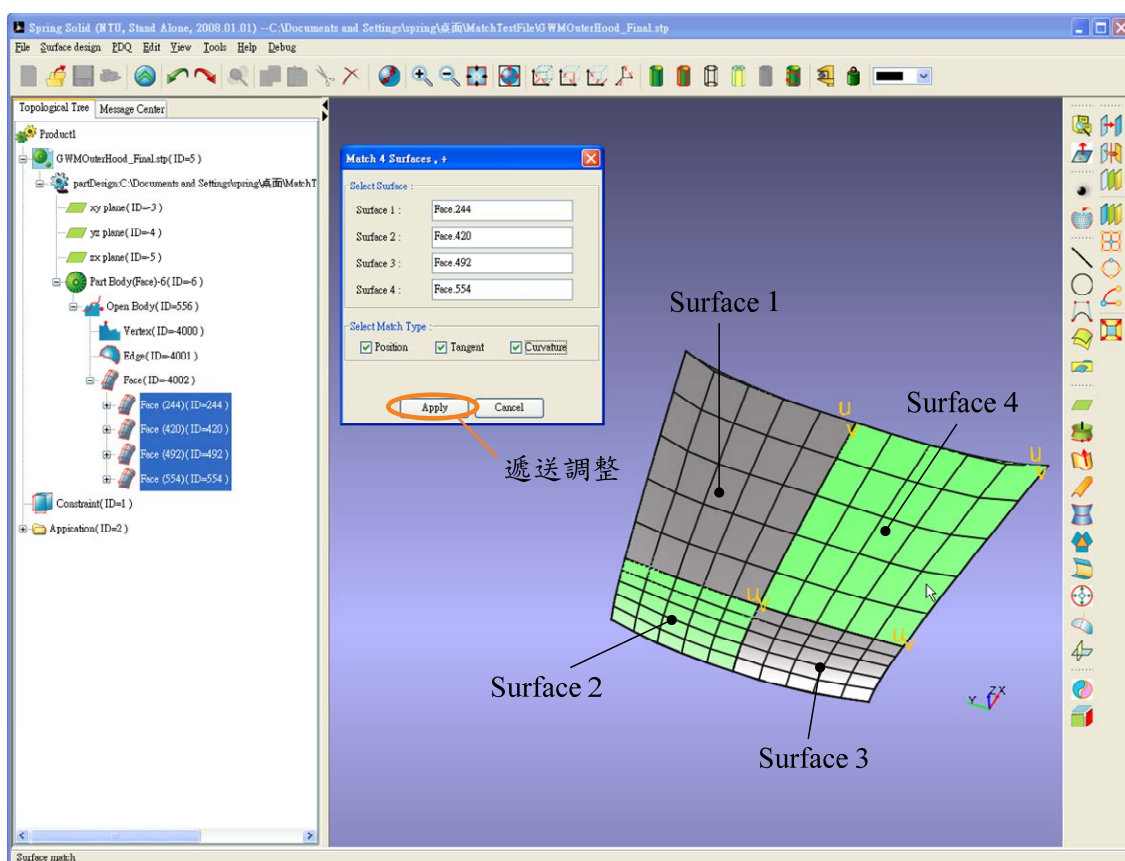 Spring Solid (NTU, Stand Alone, 2008.01.01) --C:\Documents and Settings\spring\桌面\MatchTestFile\GWMOuterHood_Final.stp
File Surface design PDQ Edit View Tools Help Debug
Topological Tree Message Center
Product1
GWMOuterHood_Final.stp( ID=5 )
partDesign:C:\Documents and Settings\spring\桌面\MatchT
xy plane( ID=-3 )
yz plane( ID=-4 )
zx plane( ID=-5 )
Part Body(Face)-6( ID=-6 )
Open Body( ID=556 )
Vertex( ID=-4000 )
Edge( ID=-4001 )
Face( ID=-4002 )
Face (244)( ID=244 )
Face (420)( ID=420 )
Face (492)( ID=492 )
Face (554)( ID=554 )
Constraint( ID=1 )
Appication( ID=2 )
Match 4 Surfaces , +
Select Surface :
Surface 1 : Face.244
Surface 2 : Face.420
Surface 3 : Face.492
Surface 4 : Face.554
Select Match Type :
Position Tangent Curvature
Apply Cancel
遞送調整
Surface 1
Surface 4
u
v
u
v
u
v
u
v
Surface 2
Surface 3
Y Z X
Surface match